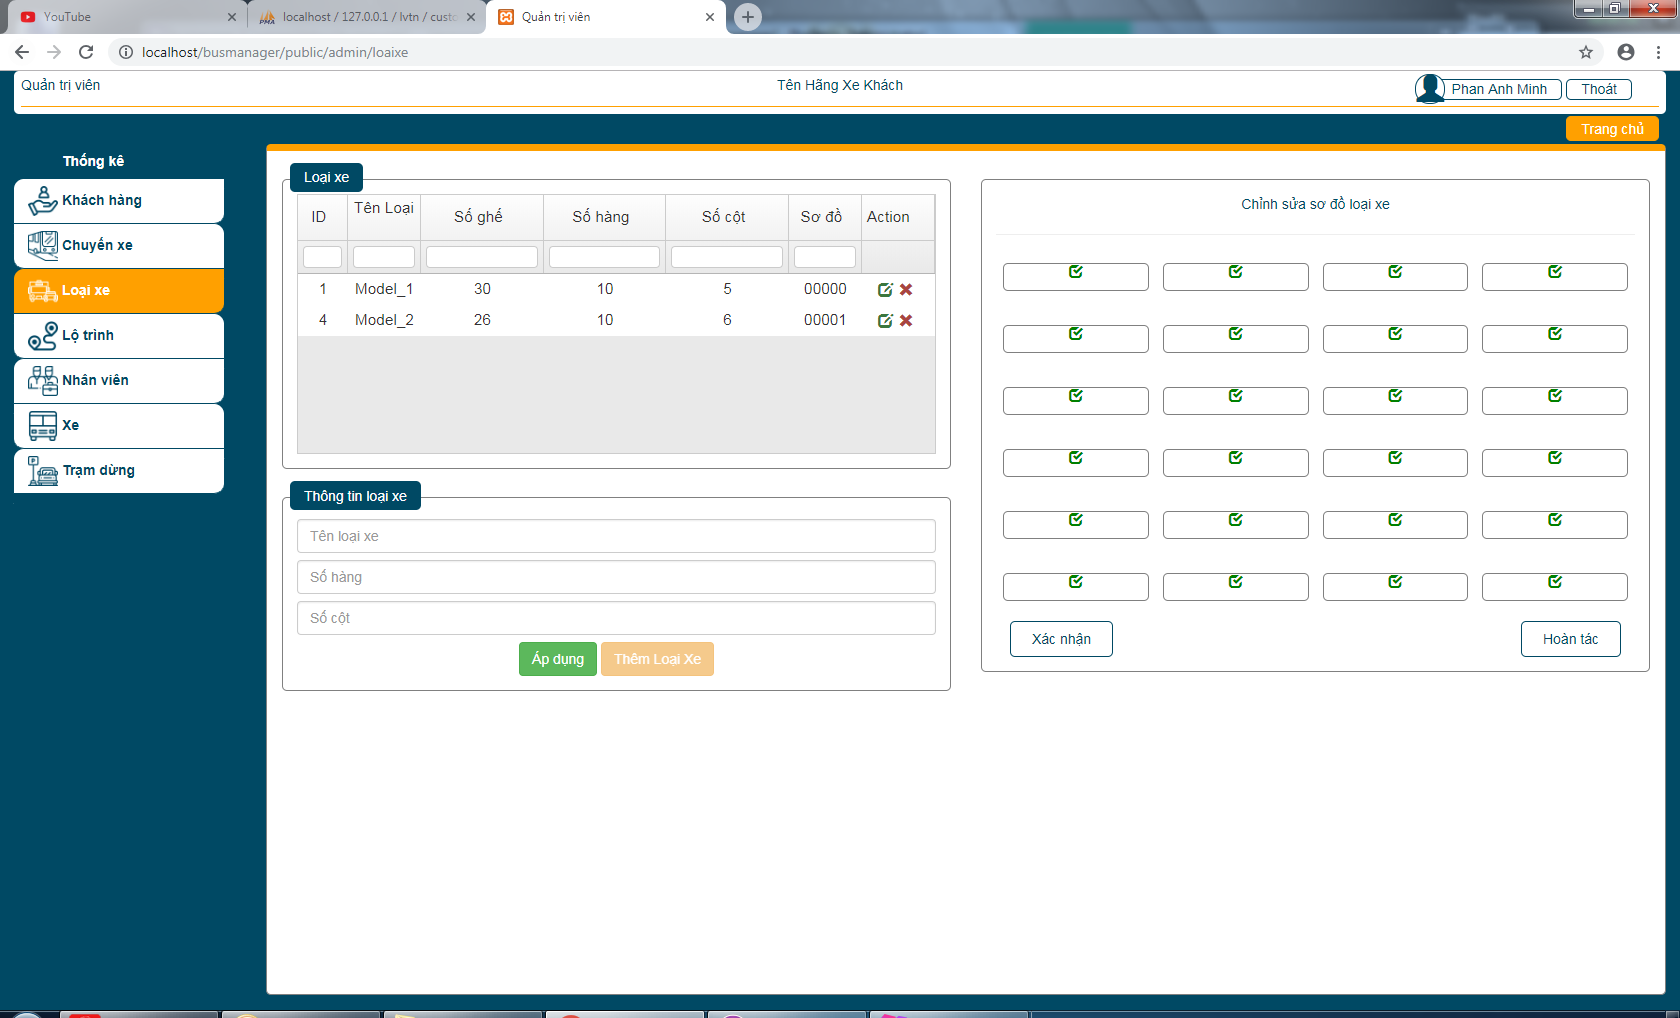 YouTube
localhost / 127.0.0.1 / lvtn / custo
Quản trị viên
localhost/busmanager/public/admin/loaixe
Quản trị viên
Tên Hãng Xe Khách
Phan Anh Minh
Thoát
Trang chủ
Thống kê
Khách hàng
Chuyến xe
Loại xe
Lộ trình
Nhân viên
Xe
Trạm dừng
Loại xe
ID Tên Loại Số ghế Số hàng Số cột Sơ đồ Action
1 Model_1 30 10 5 00000
4 Model_2 26 10 6 00001
Thông tin loại xe
Tên loại xe
Số hàng
Số cột
Áp dụng
Thêm Loại Xe
Chỉnh sửa sơ đồ loại xe
Xác nhận
Hoàn tác